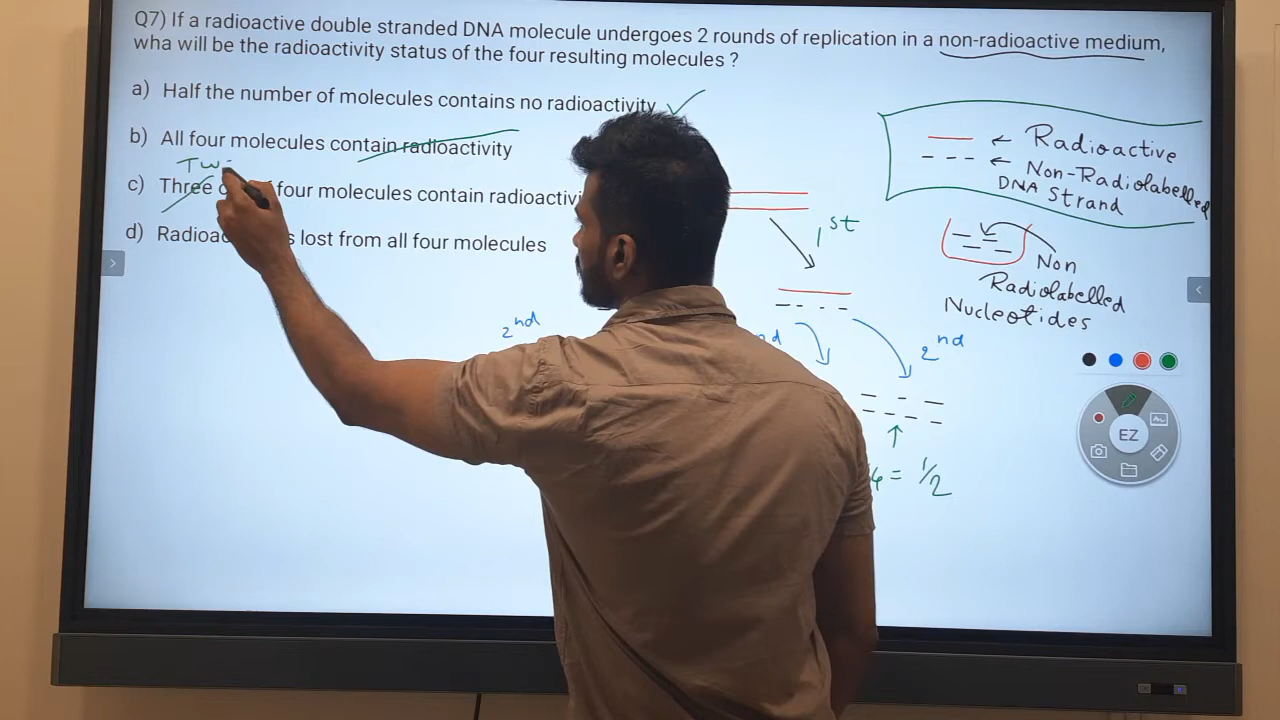 Q7) If a radioactive double stranded DNA molecule undergoes 2 rounds of replication in a non-radioactive medium,
wha will be the radioactivity status of the four resulting molecules ?
a) Half the number of molecules contains no radioactivity
b) All four molecules contain radioactivity
c) Three four molecules contain radioactivi
d) Radioac s lost from all four molecules
Radioactive
Non-Radiolabelled
DNA Strand
1st
Non
Radiolabelled
Nucleotides
2nd
2nd
= 1/2
EZ